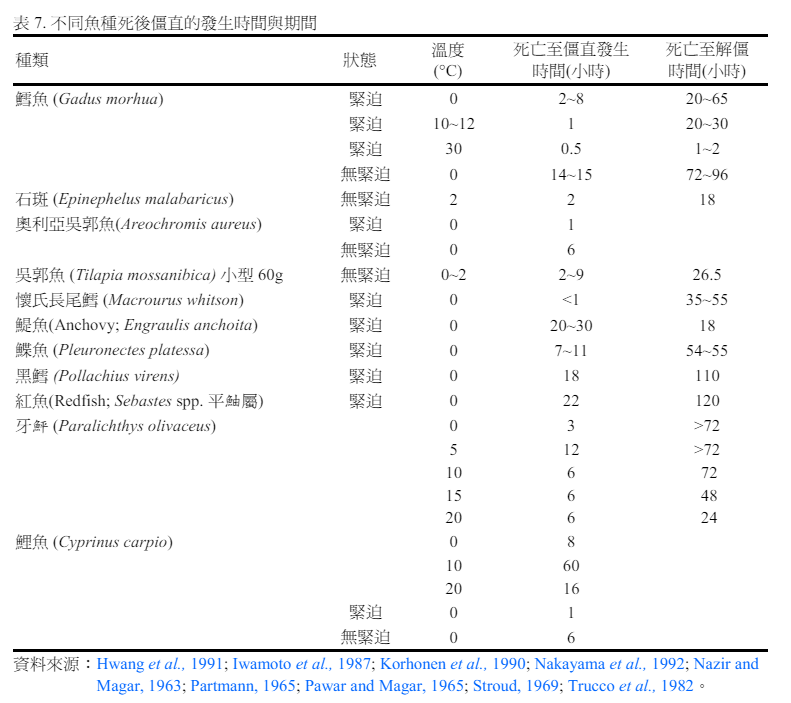 表 7. 不同魚種死後僵直的發生時間與期間
種類 狀態 溫度 (°C) 死亡至僵直發生時間(小時) 死亡至解僵時間(小時)
鱈魚 (Gadus morhua) 緊迫 0 2~8 20~65
緊迫 10~12 1 20~30
緊迫 30 0.5 1~2
無緊迫 0 14~15 72~96
石斑 (Epinephelus malabaricus) 無緊迫 2 2 18
奧利亞吳郭魚(Areochromis aureus) 緊迫 0 1
無緊迫 0 6
吳郭魚 (Tilapia mossanibica) 小型 60g 無緊迫 0~2 2~9 26.5
懷氏長尾鱈 (Macrourus whitson) 緊迫 0 <1 35~55
鯷魚(Anchovy; Engraulis anchoita) 緊迫 0 20~30 18
鰈魚 (Pleuronectes platessa) 緊迫 0 7~11 54~55
黑鱈 (Pollachius virens) 緊迫 0 18 110
紅魚(Redfish; Sebastes spp. 平鮋屬) 緊迫 0 22 120
牙鮃 (Paralichthys olivaceus) 0 3 >72
5 12 >72
10 6 72
15 6 48
20 6 24
鯉魚 (Cyprinus carpio) 0 8
10 60
20 16
緊迫 0 1
無緊迫 0 6
資料來源：Hwang et al., 1991; Iwamoto et al., 1987; Korhonen et al., 1990; Nakayama et al., 1992; Nazir and
Magar, 1963; Partmann, 1965; Pawar and Magar, 1965; Stroud, 1969; Trucco et al., 1982。